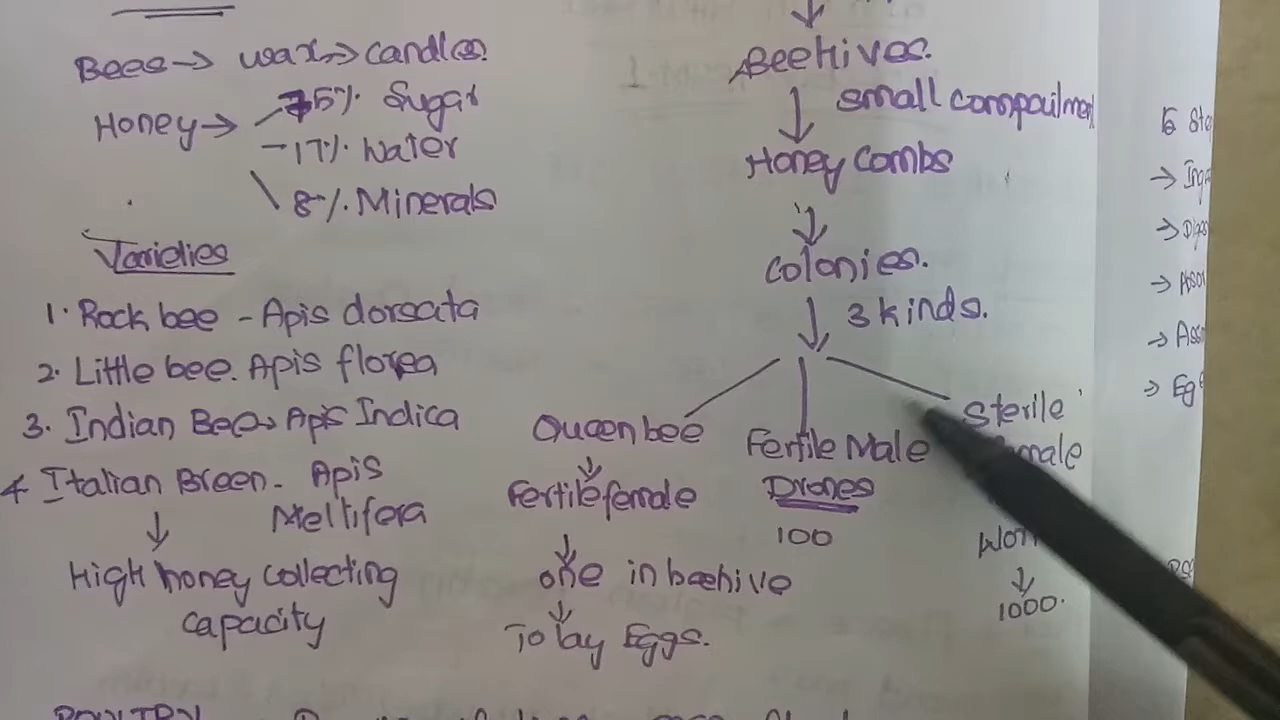 Bees → wax → candles.
Honey → 75% Sugar
- 17% Water
8% Minerals
Varieties
1. Rock bee - Apis dorsata
2. Little bee. Apis florea
3. Indian Bee → Apis Indica
4 Italian Breen - Apis
Mellifera
↓
High honey collecting
capacity
↓
BeeHives.
↓ small compailment
Honey Combs
↓
Colonies.
↓ 3 kinds.
Queen bee
↓
Fertile female
↓
one in beehive
↓
To lay Eggs.
Fertile Male
Drones
100
Sterile
↓
1000.
5
→
→
→
→
→